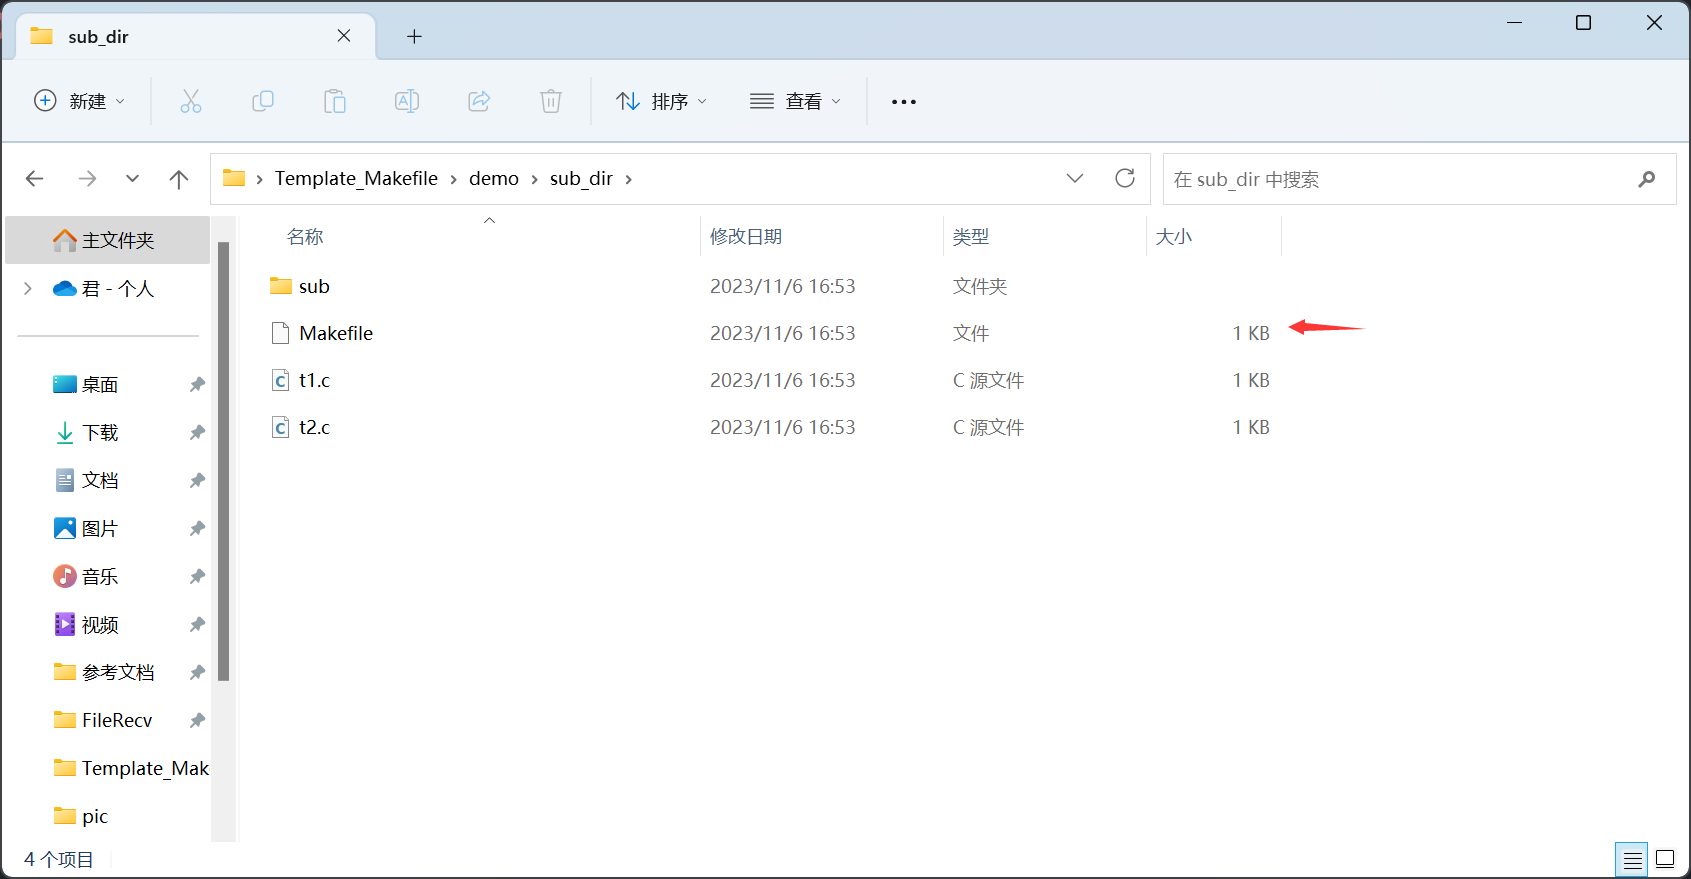 sub_dir
新建 排序 查看
Template_Makefile demo sub_dir
在 sub_dir 中搜索
主文件夹
君 - 个人
桌面
下载
文档
图片
音乐
视频
参考文档
FileRecv
Template_Mak
pic
名称 修改日期 类型 大小
sub 2023/11/6 16:53 文件夹
Makefile 2023/11/6 16:53 文件 1 KB
t1.c 2023/11/6 16:53 C 源文件 1 KB
t2.c 2023/11/6 16:53 C 源文件 1 KB
4 个项目